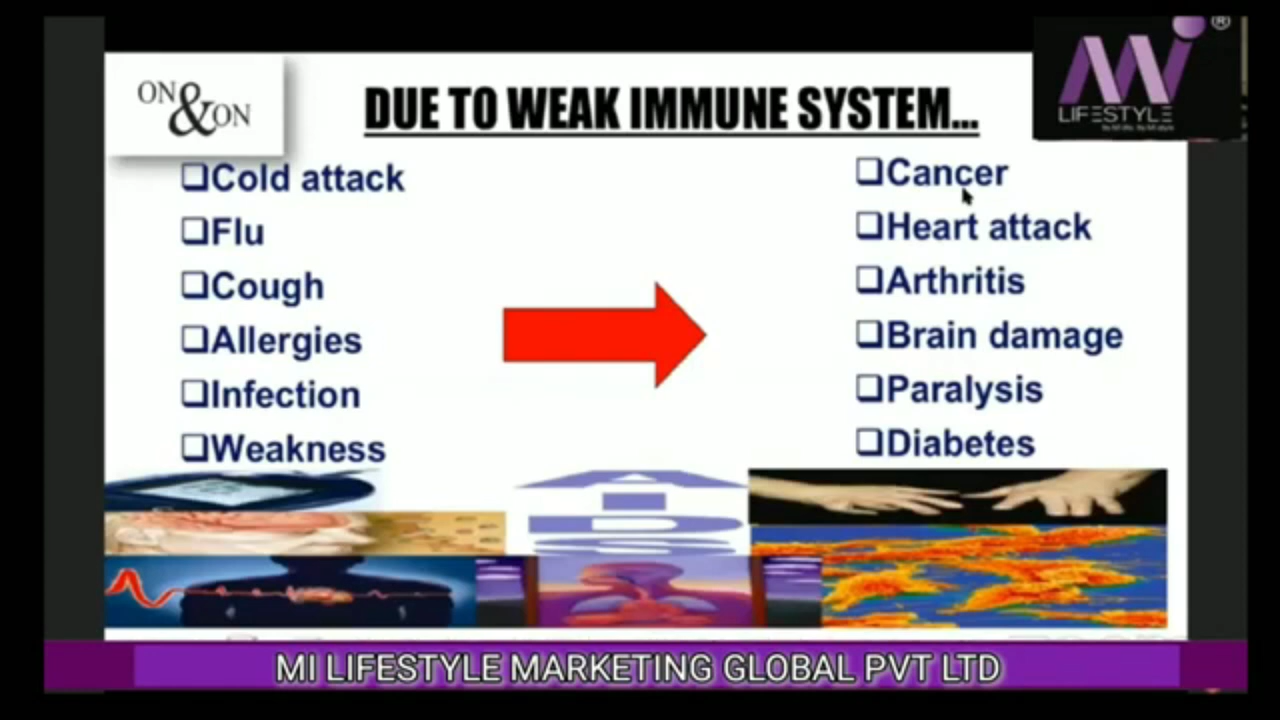 ON & ON
DUE TO WEAK IMMUNE SYSTEM...
Mi
®
LIFESTYLE
Cold attack
Flu
Cough
Allergies
Infection
Weakness
Cancer
Heart attack
Arthritis
Brain damage
Paralysis
Diabetes
AIDS
MI LIFESTYLE MARKETING GLOBAL PVT LTD